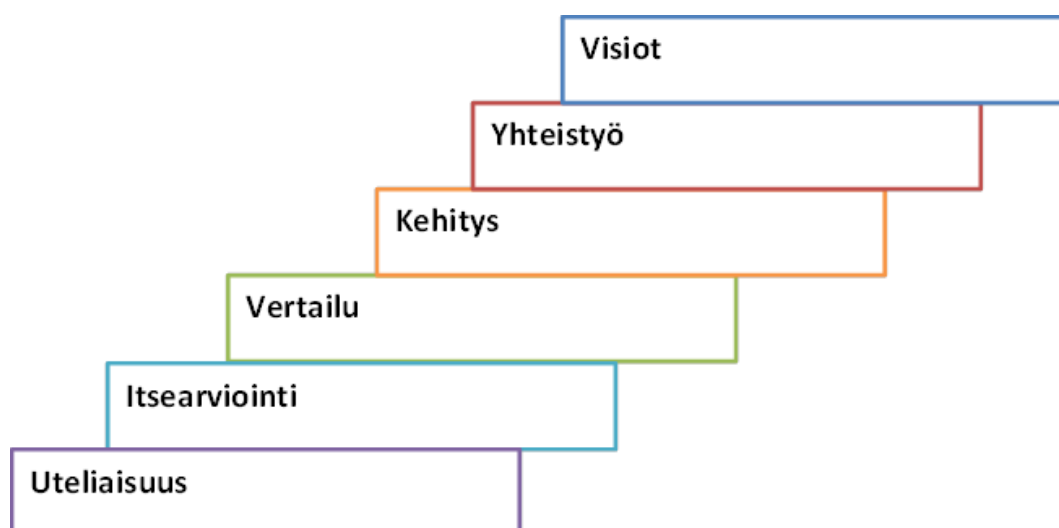 Visiot
Yhteistyö
Kehitys
Vertailu
Itsearviointi
Uteliaisuus